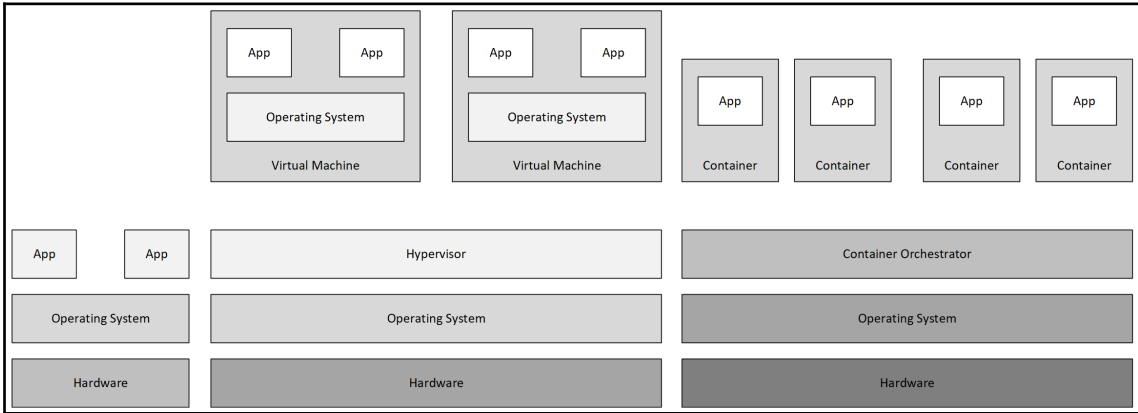 App
App
App
App
Operating System
Operating System
App
App
App
App
Virtual Machine
Virtual Machine
Container
Container
Container
Container
App
App
Hypervisor
Container Orchestrator
Operating System
Operating System
Operating System
Hardware
Hardware
Hardware